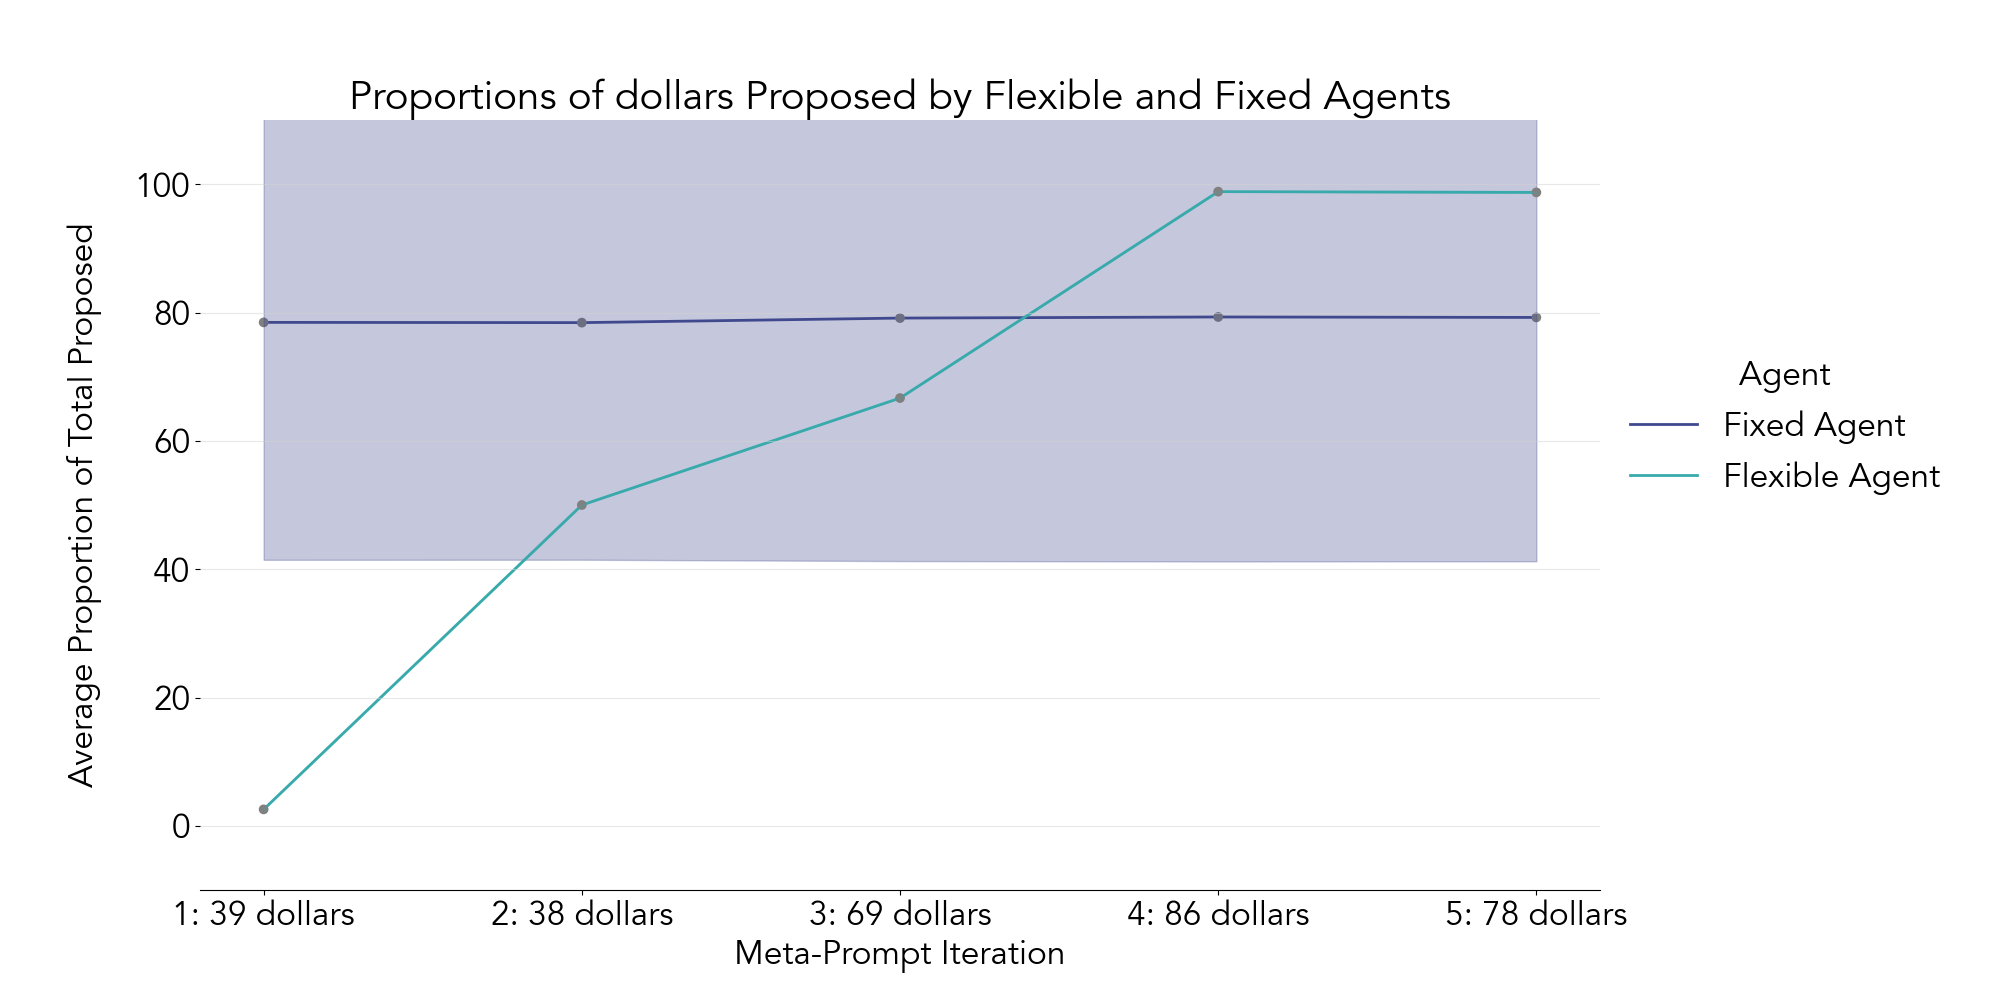 Proportions of dollars Proposed by Flexible and Fixed Agents
Average Proportion of Total Proposed
100
80
60
40
20
0
1: 39 dollars
2: 38 dollars
3: 69 dollars
4: 86 dollars
5: 78 dollars
Meta-Prompt Iteration
Agent
Fixed Agent
Flexible Agent